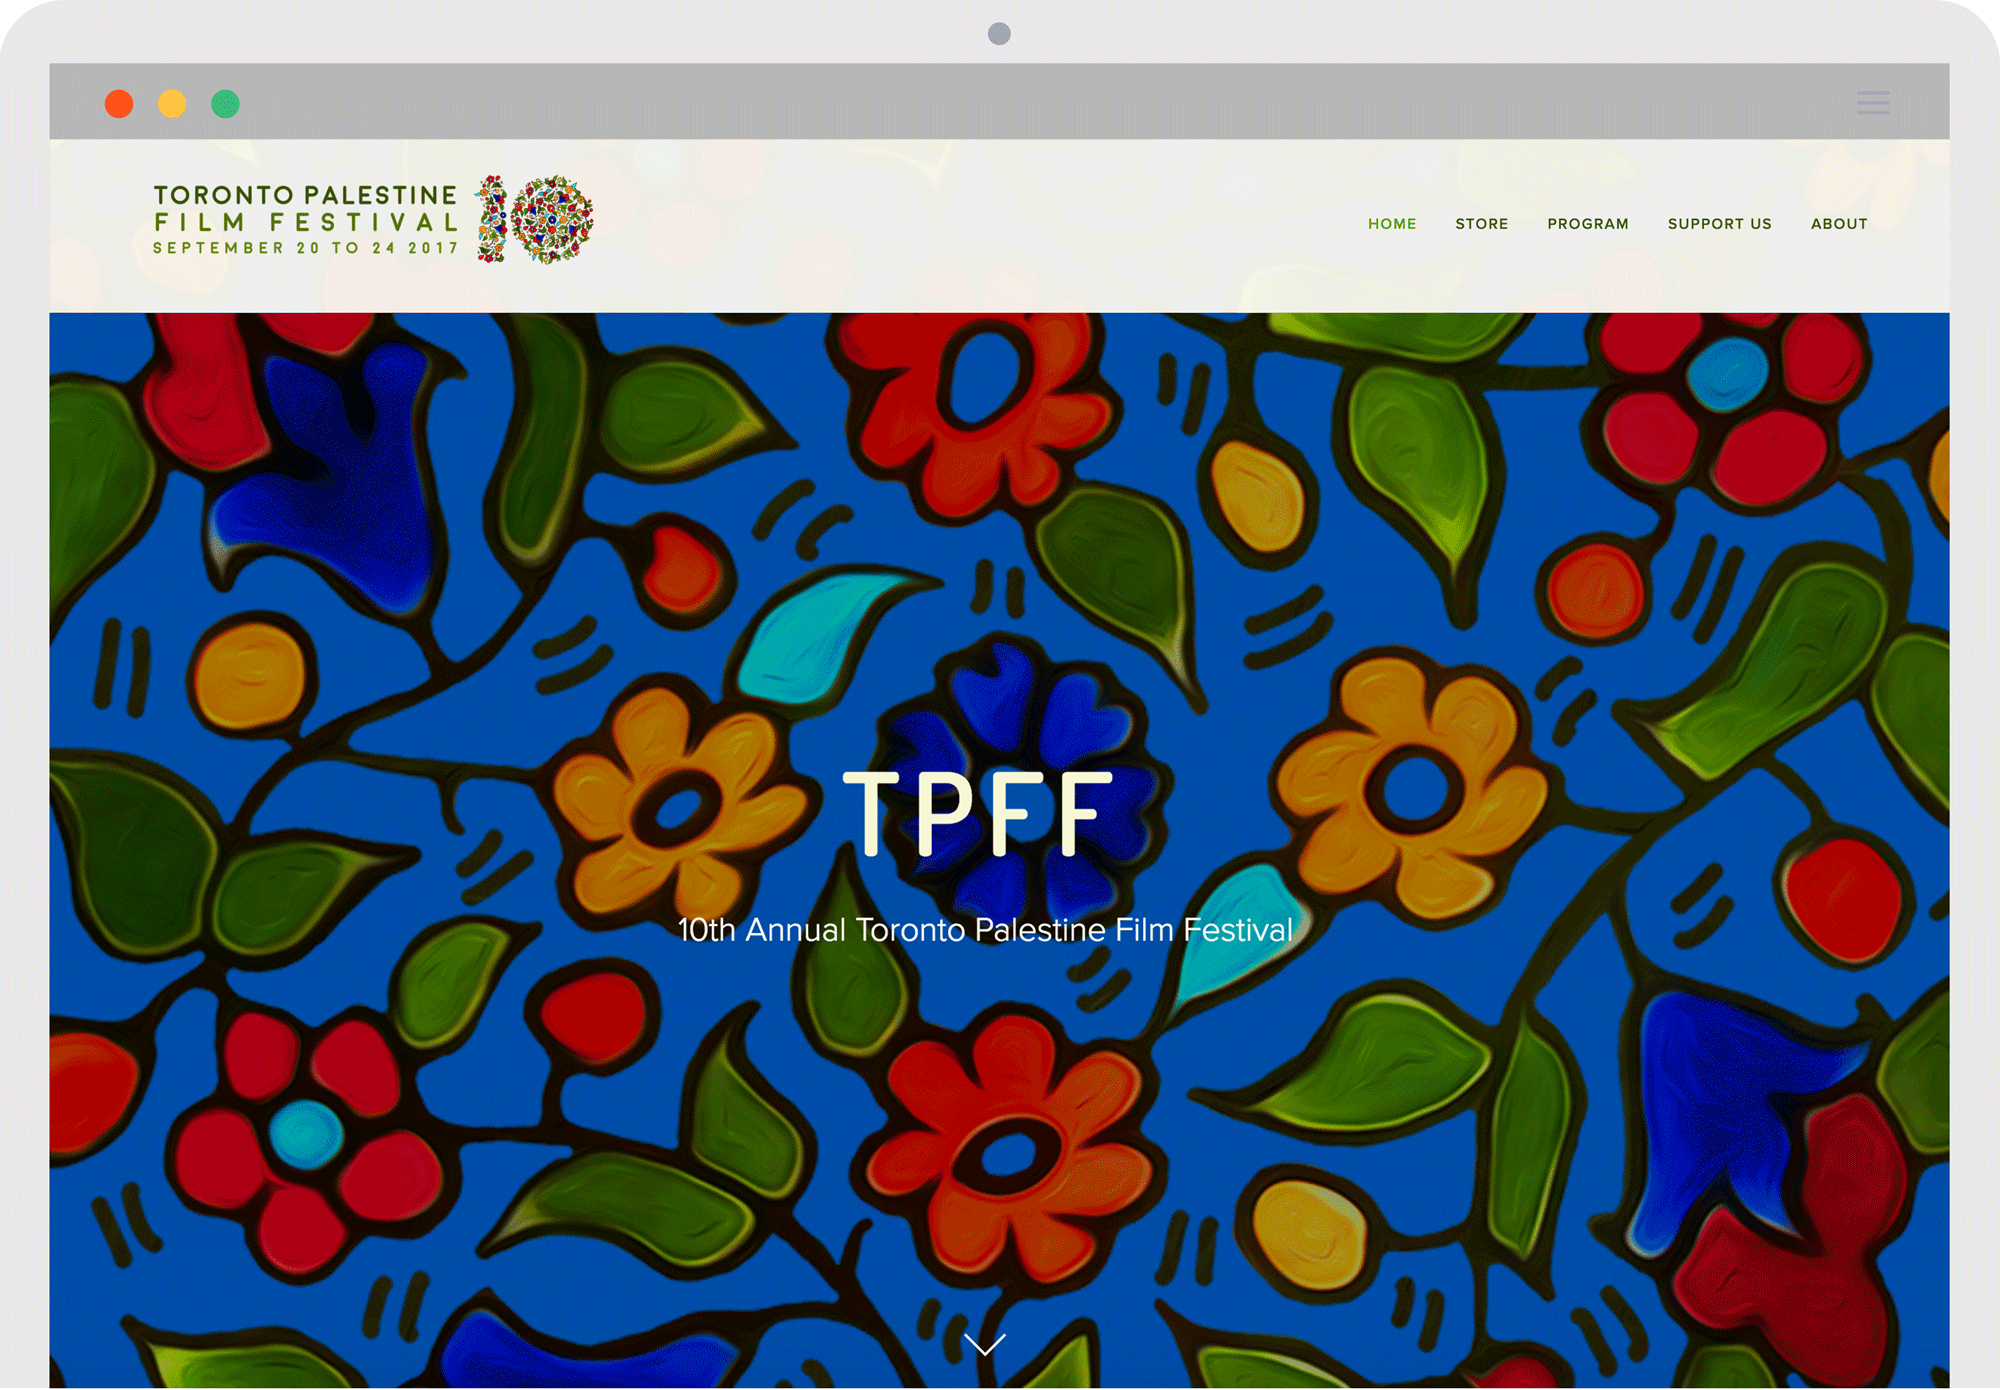 TORONTO PALESTINE
FILM FESTIVAL
SEPTEMBER 20 TO 24 2017
10
HOME STORE PROGRAM SUPPORT US ABOUT
TPFF
10th Annual Toronto Palestine Film Festival